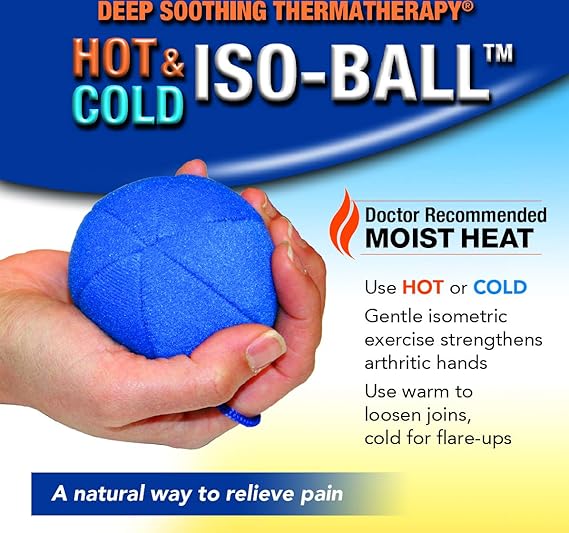 DEEP SOOTHING THERMATHERAPY®
HOT & COLD ISO-BALL™
Doctor Recommended
MOIST HEAT
Use HOT or COLD
Gentle isometric
exercise strengthens
arthritic hands
Use warm to
loosen joins,
cold for flare-ups
A natural way to relieve pain